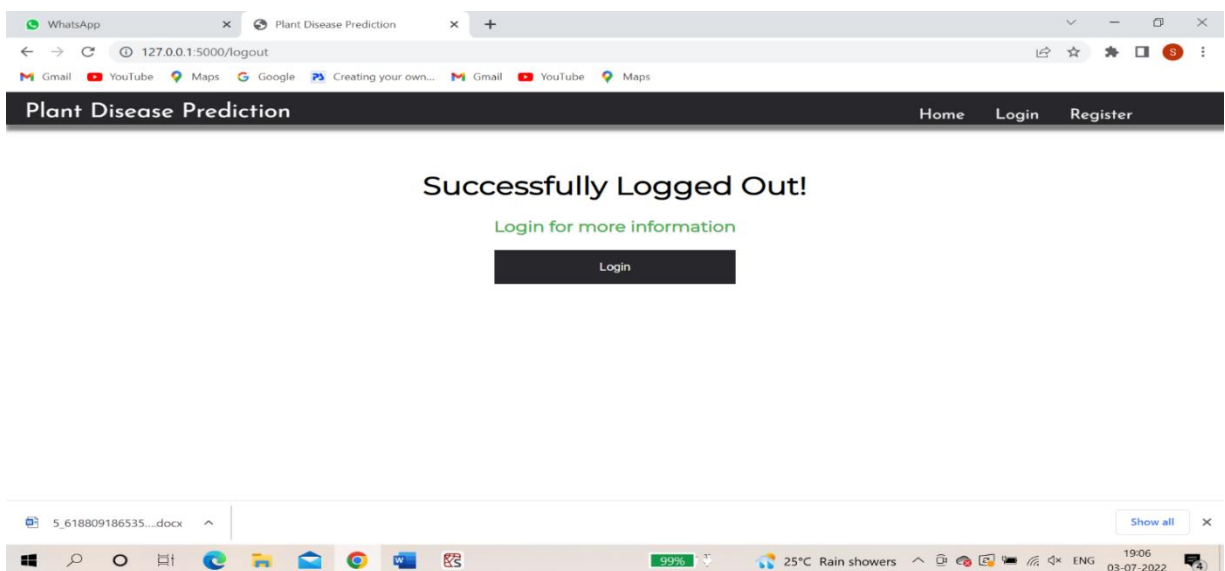 WhatsApp
Plant Disease Prediction
127.0.0.1:5000/logout
S
Gmail YouTube Maps Google Creating your own... Gmail YouTube Maps
Plant Disease Prediction
Home Login Register
Successfully Logged Out!
Login for more information
Login
5_618809186535....docx
Show all
99%
25°C Rain showers
ENG
19:06
03-07-2022
4